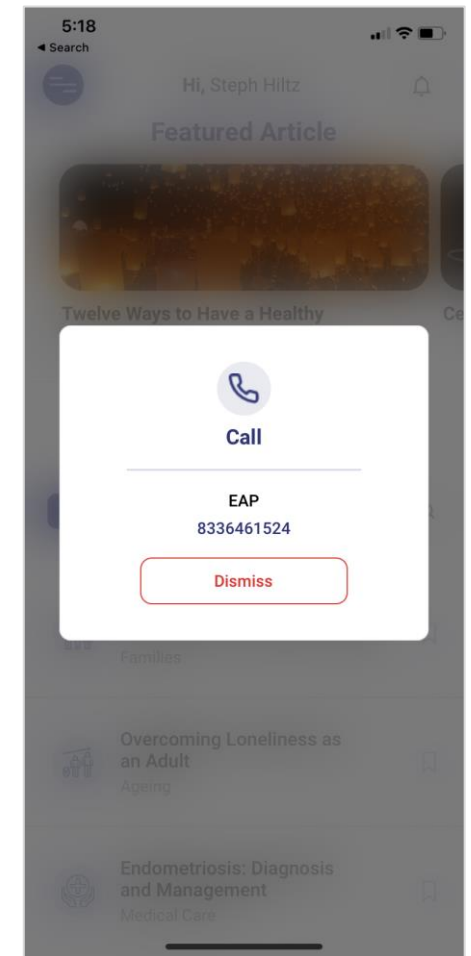 5:18
◄ Search
Hi, Steph Hiltz
Featured Article
Twelve Ways to Have a Healthy
Ce
Call
EAP
8336461524
Dismiss
Families
Overcoming Loneliness as
an Adult
Ageing
Endometriosis: Diagnosis
and Management
Medical Care